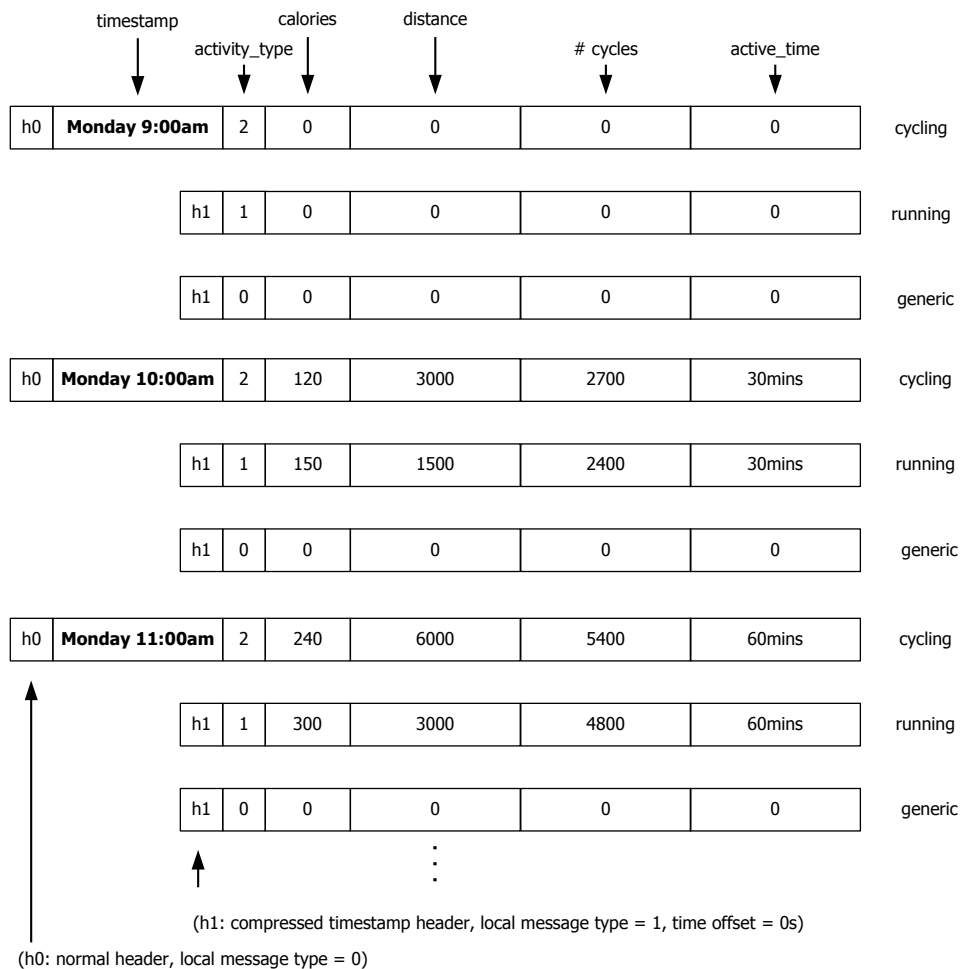 timestamp calories distance
activity_type # cycles active_time
h0 Monday 9:00am 2 0 0 0 0 cycling
h1 1 0 0 0 0 running
h1 0 0 0 0 0 generic
h0 Monday 10:00am 2 120 3000 2700 30mins cycling
h1 1 150 1500 2400 30mins running
h1 0 0 0 0 0 generic
h0 Monday 11:00am 2 240 6000 5400 60mins cycling
h1 1 300 3000 4800 60mins running
h1 0 0 0 0 0 generic
(h1: compressed timestamp header, local message type = 1, time offset = 0s)
(h0: normal header, local message type = 0)